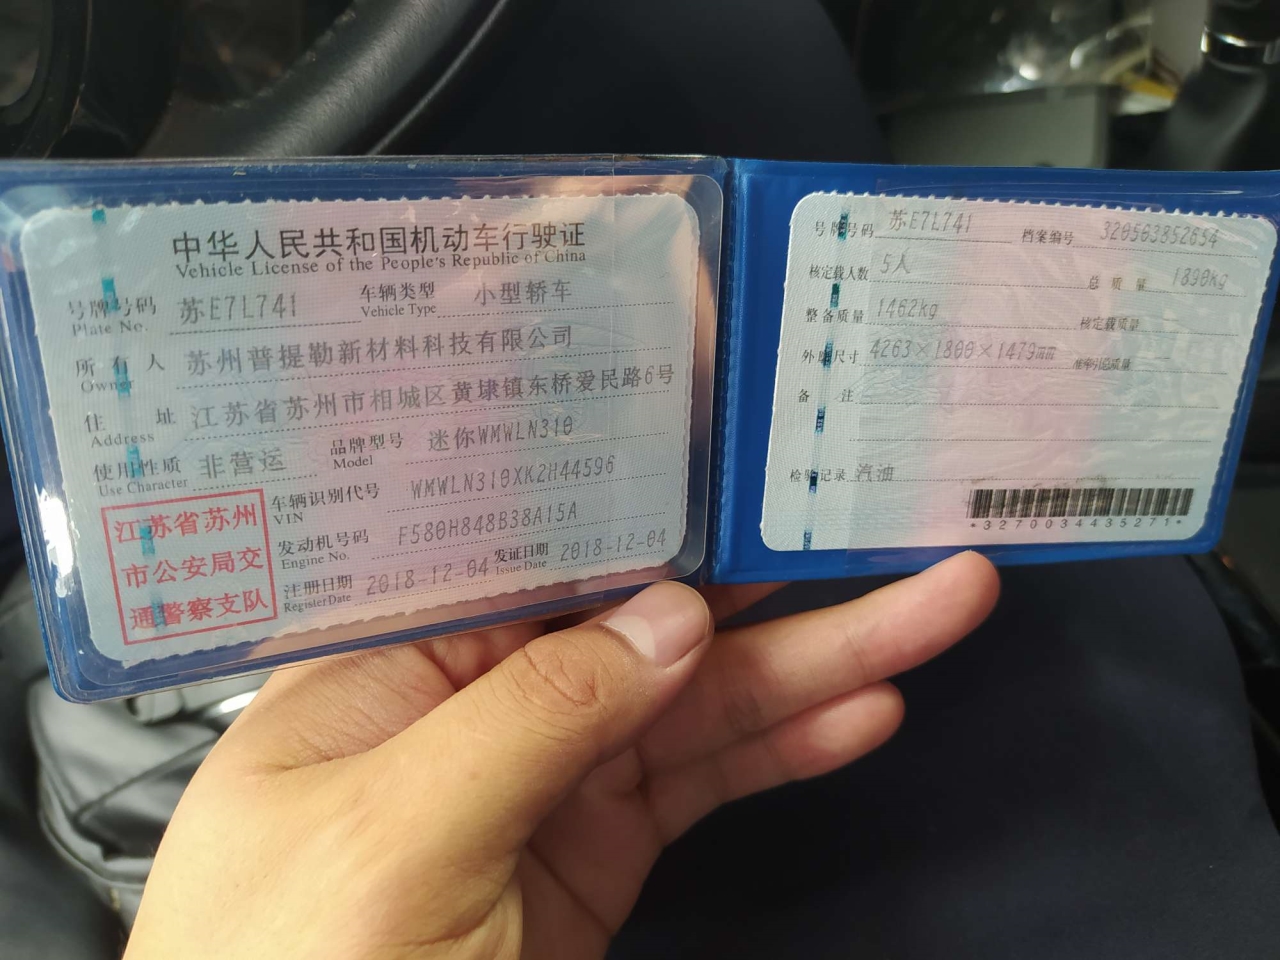 中华人民共和国机动车行驶证
Vehicle License of the People's Republic of China
号牌号码 苏E7L741 车辆类型 小型轿车
Plate No. Vehicle Type
所有人 苏州普提勒新材料科技有限公司
Owner
住址 江苏省苏州市相城区黄埭镇东桥爱民路6号
Address
使用性质 非营运 品牌型号 迷你WMWLN310
Use Character Model
车辆识别代号 WMWLN310XK2H44596
VIN
发动机号码 F580H848B38A15A
Engine No.
注册日期 2018-12-04 发证日期 2018-12-04
Register Date Issue Date
江苏省苏州
市公安局交
通警察支队
号牌号码 苏E7L741 档案编号 320503852654
核定载人数 5人 总质量 1890kg
整备质量 1462kg 核定载质量
外廓尺寸 4263×1800×1479mm 准牵引总质量
备注
检验记录 汽油
*3270034435271*